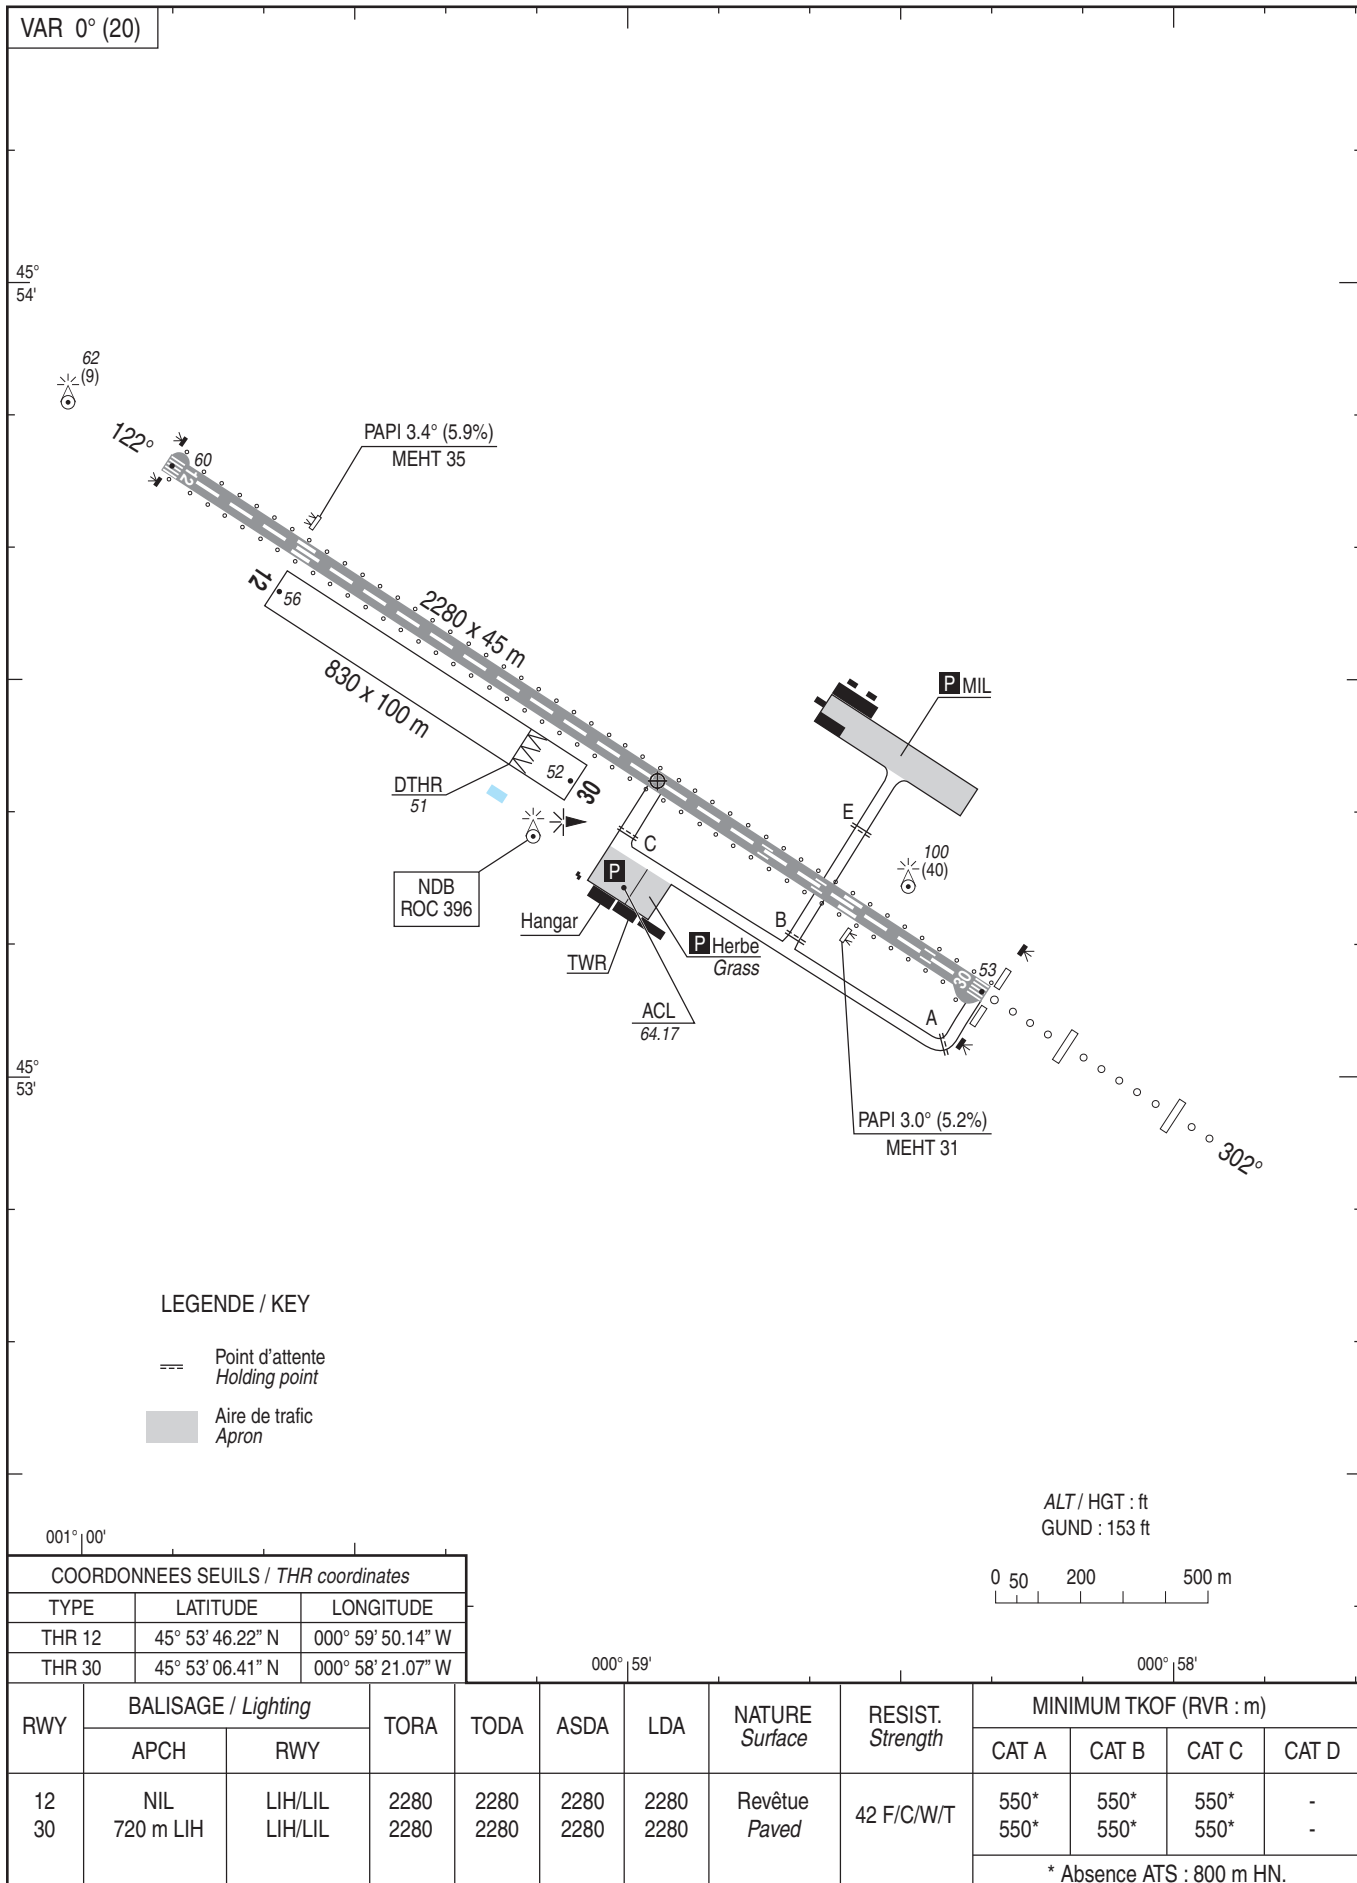 VAR 0° (20)
45°
54'
62
(9)
122°
60
12
PAPI 3.4° (5.9%)
MEHT 35
12
56
2280 x 45 m
830 x 100 m
P MIL
DTHR
51
52
30
E
C
100
(40)
NDB
ROC 396
P
Hangar
B
P Herbe
Grass
TWR
53
30
ACL
64.17
A
45°
53'
PAPI 3.0° (5.2%)
MEHT 31
302°
LEGENDE / KEY
Point d'attente
Holding point
Aire de trafic
Apron
ALT / HGT : ft
GUND : 153 ft
001° 00'
0 50 200 500 m
COORDONNEES SEUILS / THR coordinates
TYPE LATITUDE LONGITUDE
THR 12 45° 53' 46.22” N 000° 59' 50.14” W
THR 30 45° 53' 06.41” N 000° 58' 21.07” W
000° 59'
000° 58'
RWY BALISAGE / Lighting TORA TODA ASDA LDA NATURE RESIST. MINIMUM TKOF (RVR : m)
Surface Strength
APCH RWY CAT A CAT B CAT C CAT D
12 NIL LIH/LIL 2280 2280 2280 2280 Revêtue 42 F/C/W/T 550* 550* 550* -
30 720 m LIH LIH/LIL 2280 2280 2280 2280 Paved 550* 550* 550* -
* Absence ATS : 800 m HN.